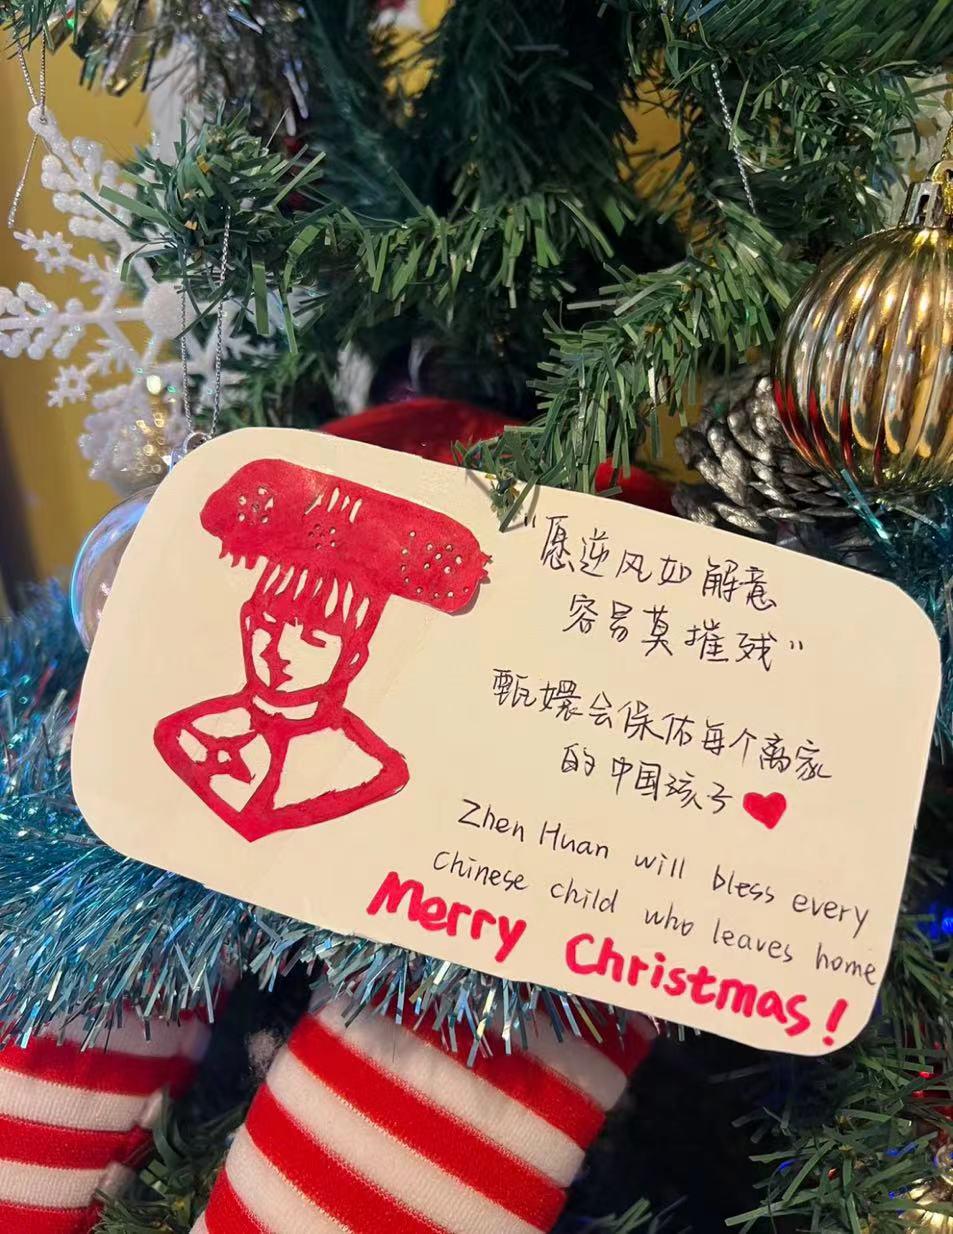 "愿逆风如解意
容易莫摧残"
甄嬛会保佑每个离家
的中国孩子
Zhen Huan will bless every
Chinese child who leaves home
Merry Christmas!